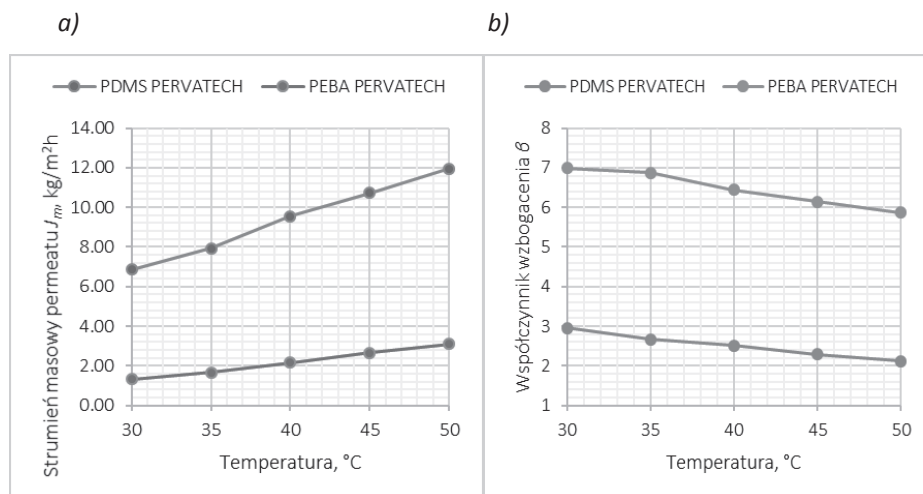 a)
b)
PDMS PERVATECH PEBA PERVATECH
Strumień masowy permeatu Jm, kg/m²h
14.00
12.00
10.00
8.00
6.00
4.00
2.00
0.00
30 35 40 45 50
Temperatura, °C
PDMS PERVATECH PEBA PERVATECH
Współczynnik wzbogacenia β
8
7
6
5
4
3
2
1
30 35 40 45 50
Temperatura, °C